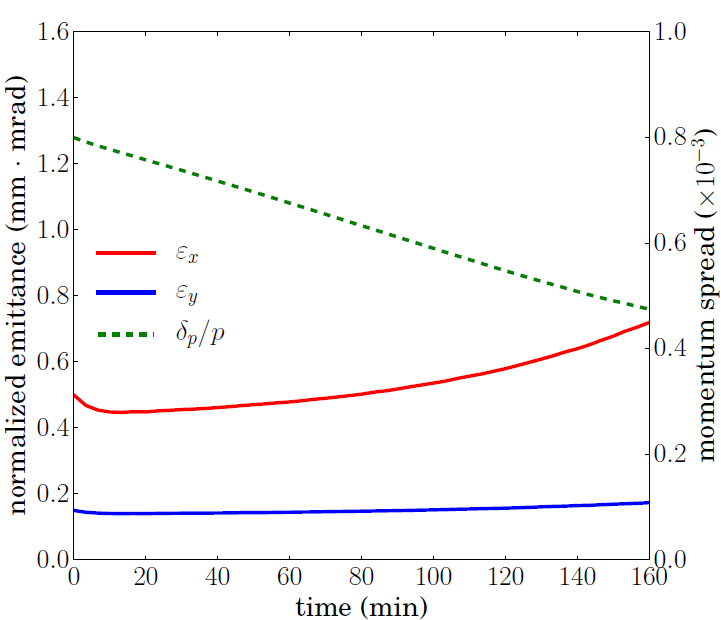 normalized emittance (mm · mrad)
1.6
1.4
1.2
1.0
0.8
0.6
0.4
0.2
0.0
εₓ
ε_y
δₚ/p
0 20 40 60 80 100 120 140 160
time (min)
1.0
0.8
0.6
0.4
0.2
0.0
momentum spread (×10⁻³)